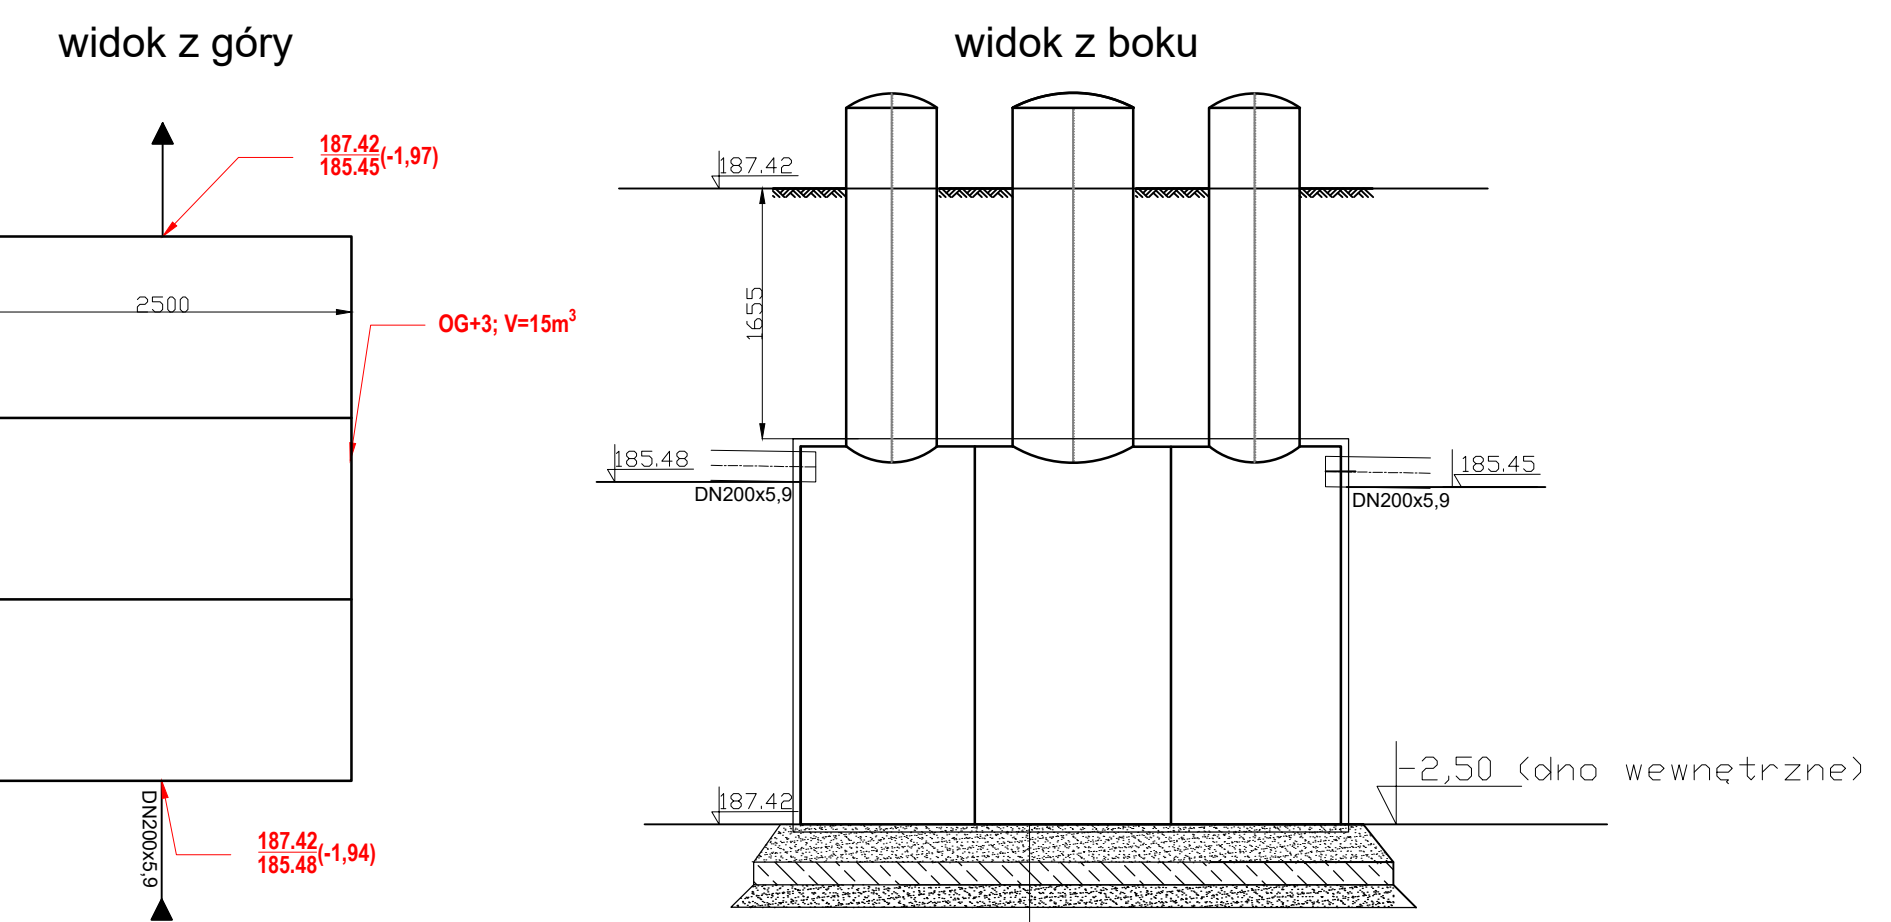 widok z góry
widok z boku
187.42
185.45(-1,97)
2500
OG+3; V=15m³
DN200x5,9
187.42
185.48(-1,94)
187.42
1655
185.48
DN200x5,9
185.45
DN200x5,9
-2,50 (dno wewnętrzne)
187.42